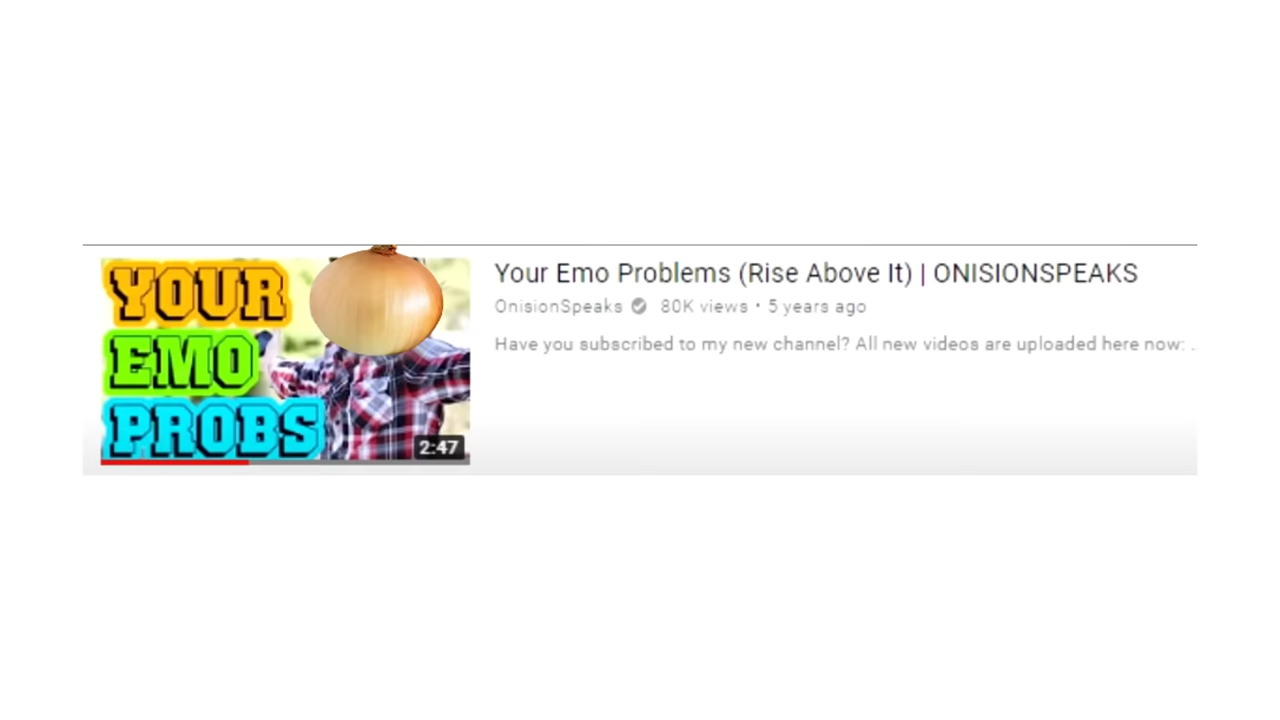 YOUR
EMO
PROBS
2:47
Your Emo Problems (Rise Above It) | ONISIONSPEAKS
OnisionSpeaks 80K views • 5 years ago
Have you subscribed to my new channel? All new videos are uploaded here now: .